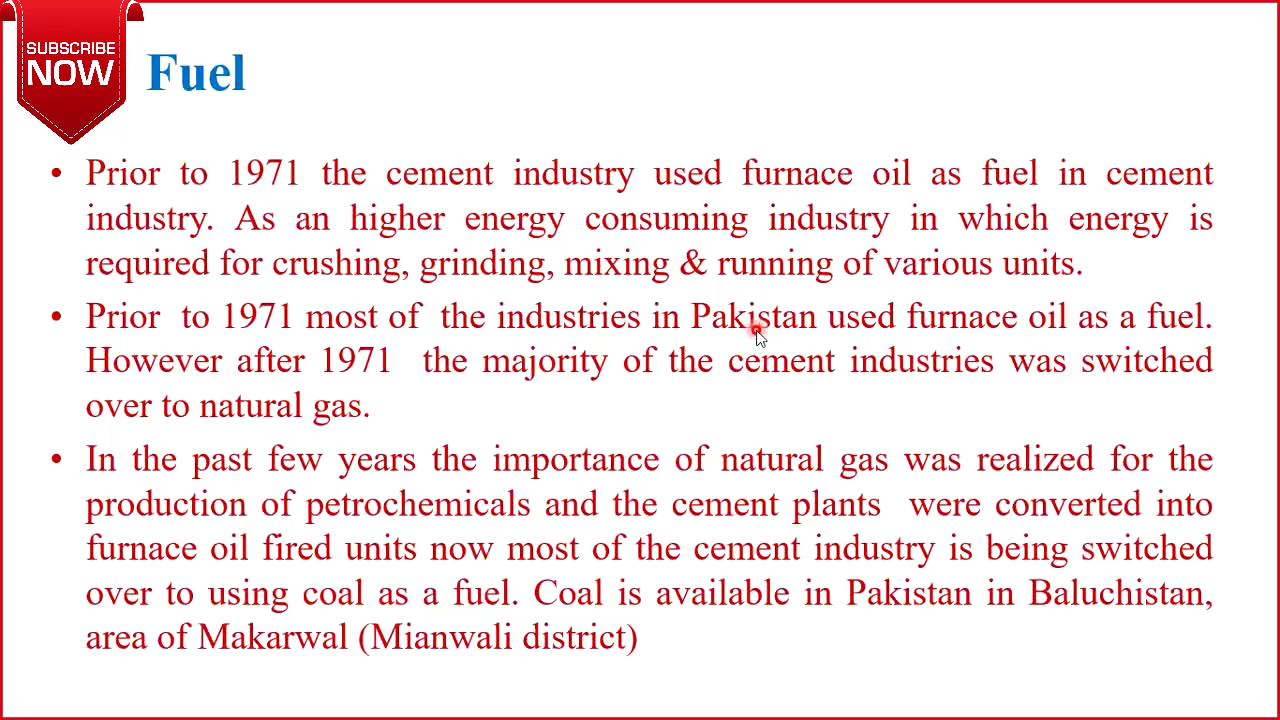 SUBSCRIBE
NOW
Fuel
• Prior to 1971 the cement industry used furnace oil as fuel in cement
industry. As an higher energy consuming industry in which energy is
required for crushing, grinding, mixing & running of various units.
• Prior to 1971 most of the industries in Pakistan used furnace oil as a fuel.
However after 1971 the majority of the cement industries was switched
over to natural gas.
• In the past few years the importance of natural gas was realized for the
production of petrochemicals and the cement plants were converted into
furnace oil fired units now most of the cement industry is being switched
over to using coal as a fuel. Coal is available in Pakistan in Baluchistan,
area of Makarwal (Mianwali district)